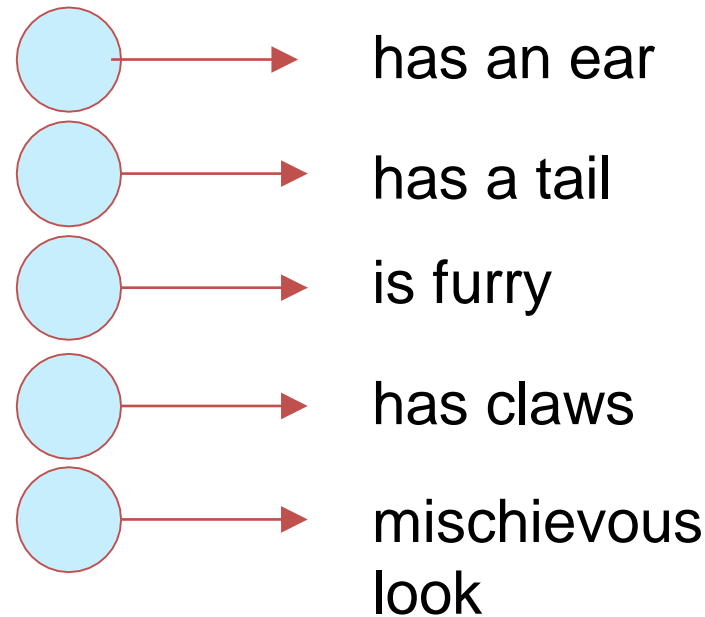 has an ear
has a tail
is furry
has claws
mischievous
look